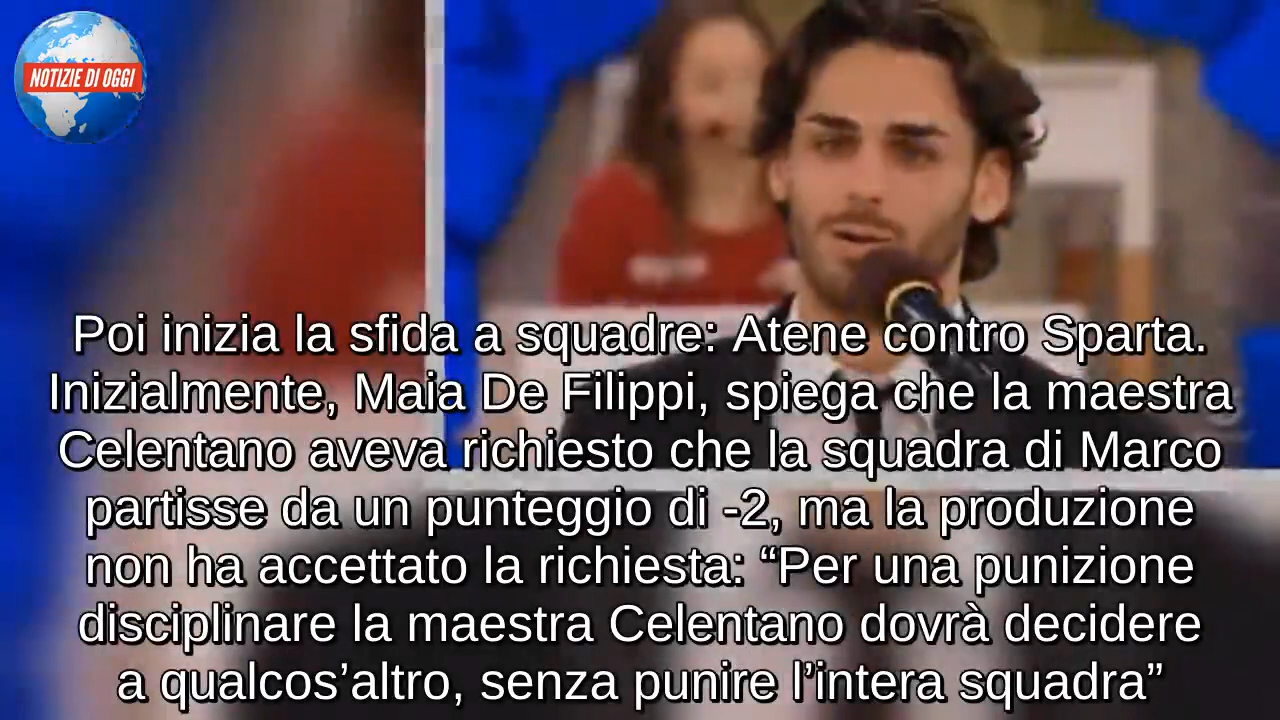 NOTIZIE DI OGGI
Poi inizia la sfida a squadre: Atene contro Sparta.
Inizialmente, Maia De Filippi, spiega che la maestra
Celentano aveva richiesto che la squadra di Marco
partisse da un punteggio di -2, ma la produzione
non ha accettato la richiesta: “Per una punizione
disciplinare la maestra Celentano dovrà decidere
a qualcos’altro, senza punire l’intera squadra”